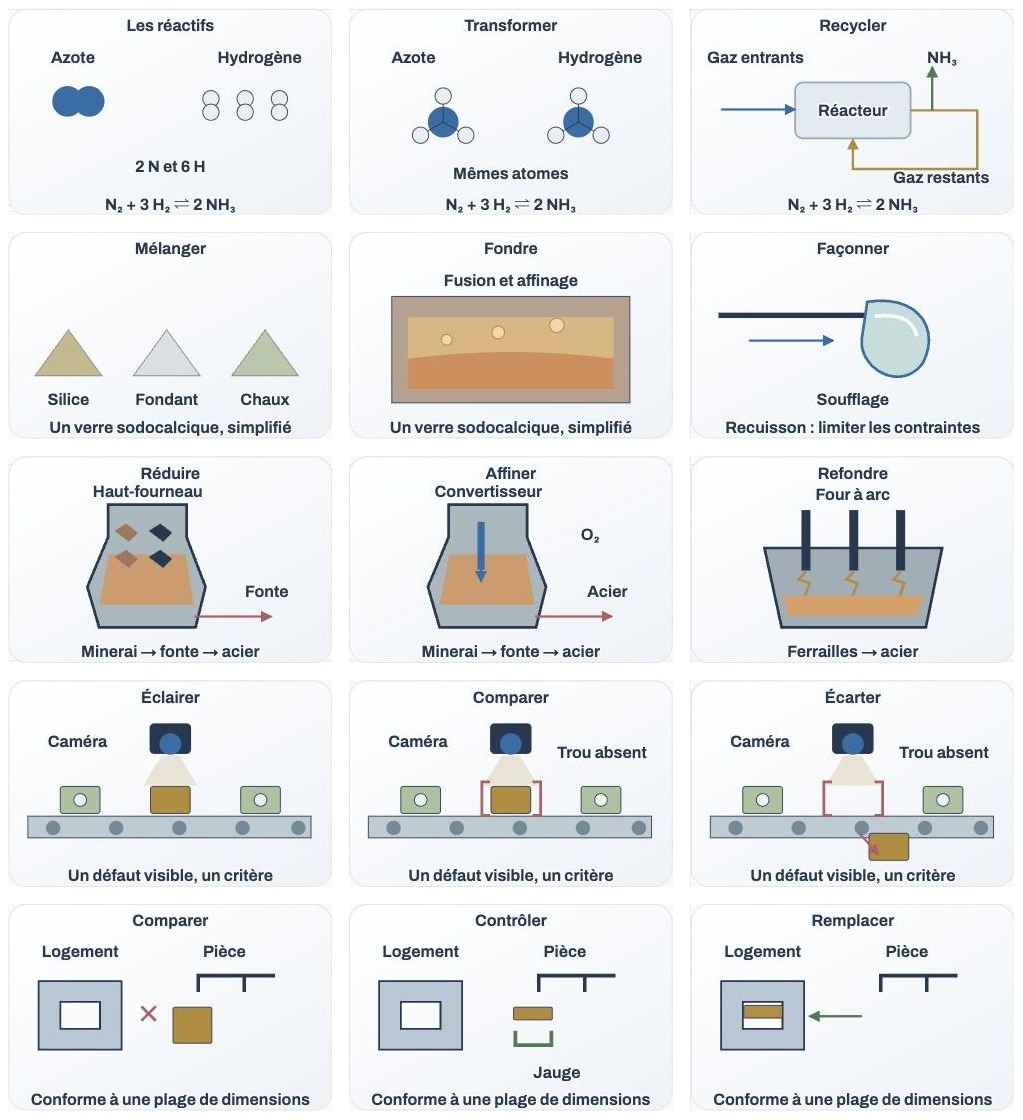 Les réactifs
Azote
Hydrogène
2 N et 6 H
N₂ + 3 H₂ ⇌ 2 NH₃
Transformer
Azote
Hydrogène
Mêmes atomes
N₂ + 3 H₂ ⇌ 2 NH₃
Recycler
Gaz entrants
NH₃
Réacteur
Gaz restants
N₂ + 3 H₂ ⇌ 2 NH₃
Mélanger
Silice
Fondant
Chaux
Un verre sodocalcique, simplifié
Fondre
Fusion et affinage
Un verre sodocalcique, simplifié
Façonner
Soufflage
Recuisson : limiter les contraintes
Réduire
Haut-fourneau
Fonte
Minerai → fonte → acier
Affiner
Convertisseur
O₂
Acier
Minerai → fonte → acier
Refondre
Four à arc
Ferrailles → acier
Éclairer
Caméra
Un défaut visible, un critère
Comparer
Caméra
Trou absent
Un défaut visible, un critère
Écarter
Caméra
Trou absent
Un défaut visible, un critère
Comparer
Logement
Pièce
Conforme à une plage de dimensions
Contrôler
Logement
Pièce
Jauge
Conforme à une plage de dimensions
Remplacer
Logement
Pièce
Conforme à une plage de dimensions